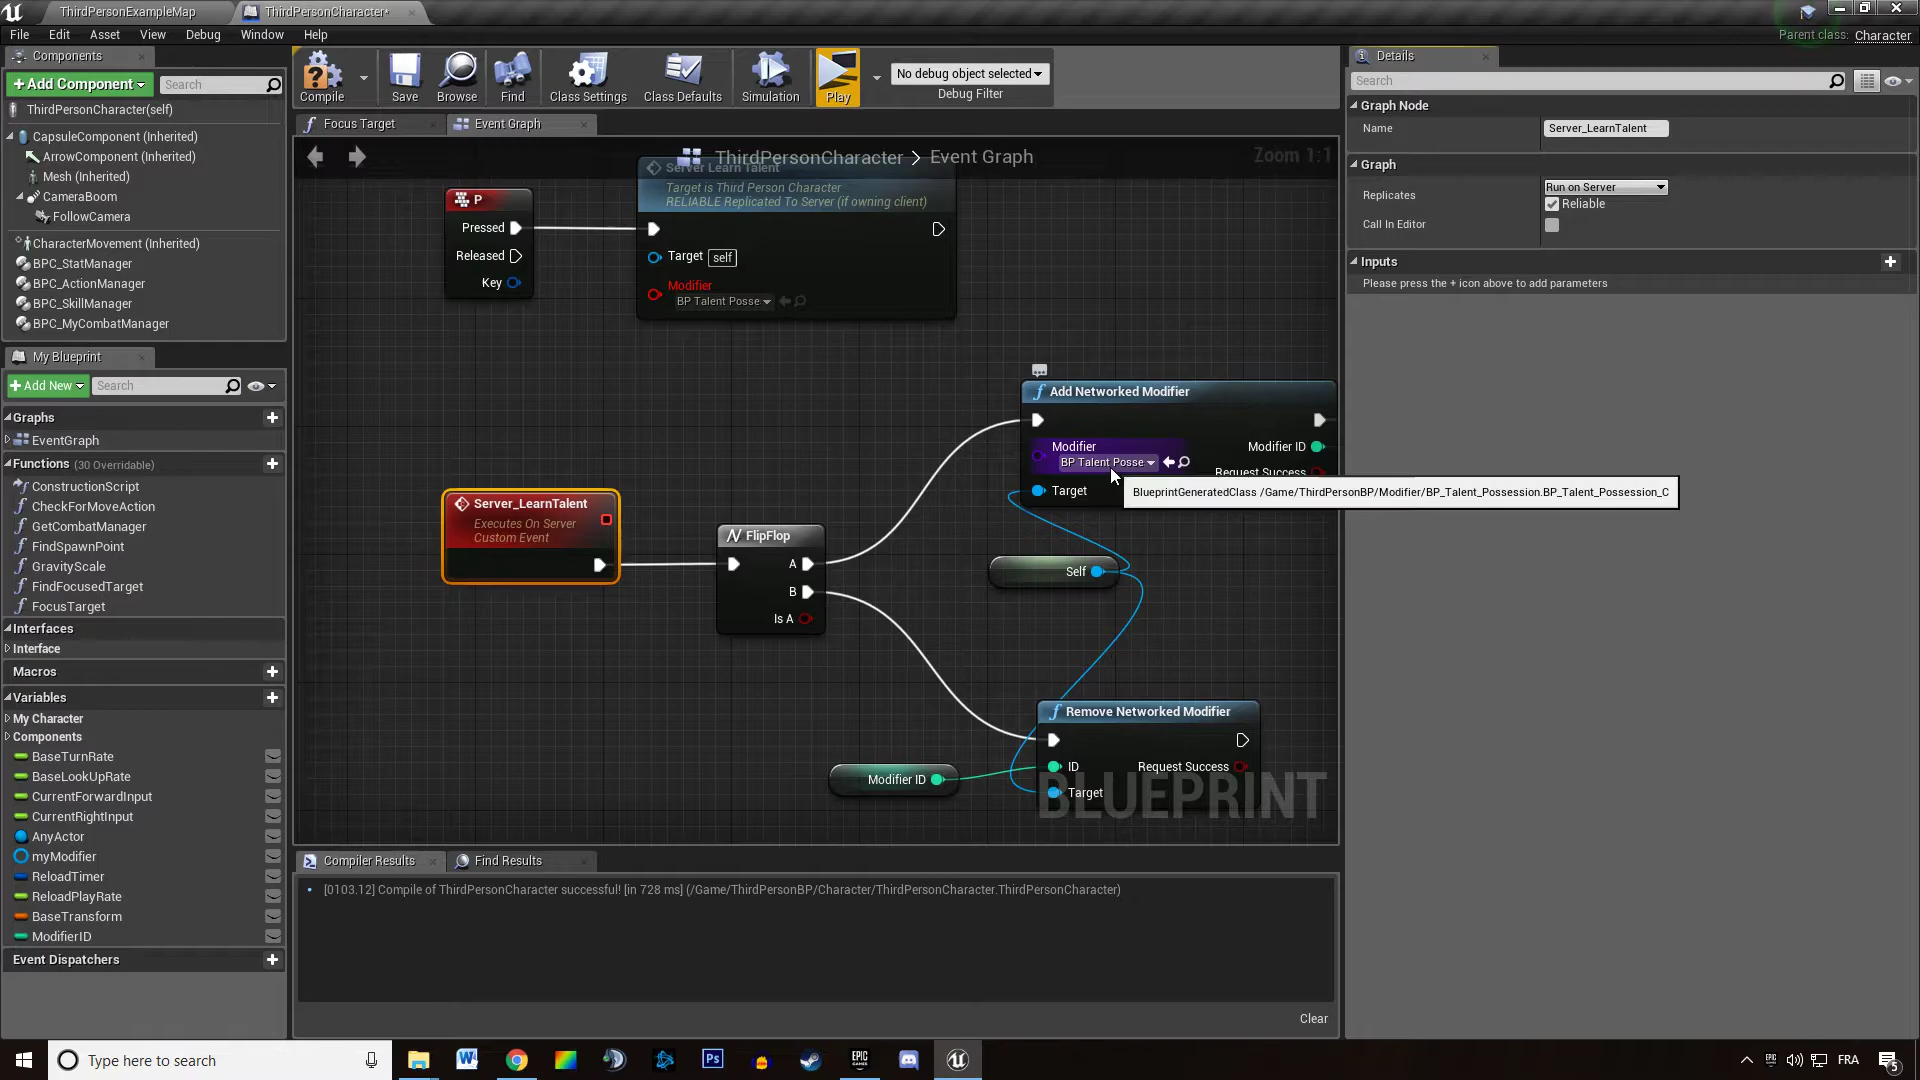 ThirdPersonExampleMap
ThirdPersonCharacter*
File Edit Asset View Debug Window Help
Parent class: Character
Components
+Add Component
Search
ThirdPersonCharacter(self)
CapsuleComponent (Inherited)
ArrowComponent (Inherited)
Mesh (Inherited)
CameraBoom
FollowCamera
CharacterMovement (Inherited)
BPC_StatManager
BPC_ActionManager
BPC_SkillManager
BPC_MyCombatManager
My Blueprint
+Add New
Search
Graphs
EventGraph
Functions (30 Overridable)
ConstructionScript
CheckForMoveAction
GetCombatManager
FindSpawnPoint
GravityScale
FindFocusedTarget
FocusTarget
Interfaces
Interface
Macros
Variables
My Character
Components
BaseTurnRate
BaseLookUpRate
CurrentForwardInput
CurrentRightInput
AnyActor
myModifier
ReloadTimer
ReloadPlayRate
BaseTransform
ModifierID
Event Dispatchers
Compile
Save
Browse
Find
Class Settings
Class Defaults
Simulation
Play
No debug object selected
Debug Filter
Focus Target
Event Graph
ThirdPersonCharacter > Event Graph
Zoom 1:1
P
Pressed
Released
Key
Server Learn Talent
Target is Third Person Character
RELIABLE Replicated To Server (if owning client)
Target self
Modifier
BP Talent Posse
Add Networked Modifier
Modifier
BP Talent Posse
Modifier ID
Request Success
Target
BlueprintGeneratedClass /Game/ThirdPersonBP/Modifier/BP_Talent_Possession.BP_Talent_Possession_C
Server_LearnTalent
Executes On Server
Custom Event
FlipFlop
A
B
Is A
Self
Remove Networked Modifier
ID
Request Success
Target
Modifier ID
BLUEPRINT
Compiler Results
Find Results
[0103.12] Compile of ThirdPersonCharacter successful! [in 728 ms] (/Game/ThirdPersonBP/Character/ThirdPersonCharacter.ThirdPersonCharacter)
Clear
Details
Search
Graph Node
Name
Server_LearnTalent
Graph
Replicates
Run on Server
Reliable
Call In Editor
Inputs
Please press the + icon above to add parameters
Type here to search
W
Ps
EPIC
GAMES
FRA
5